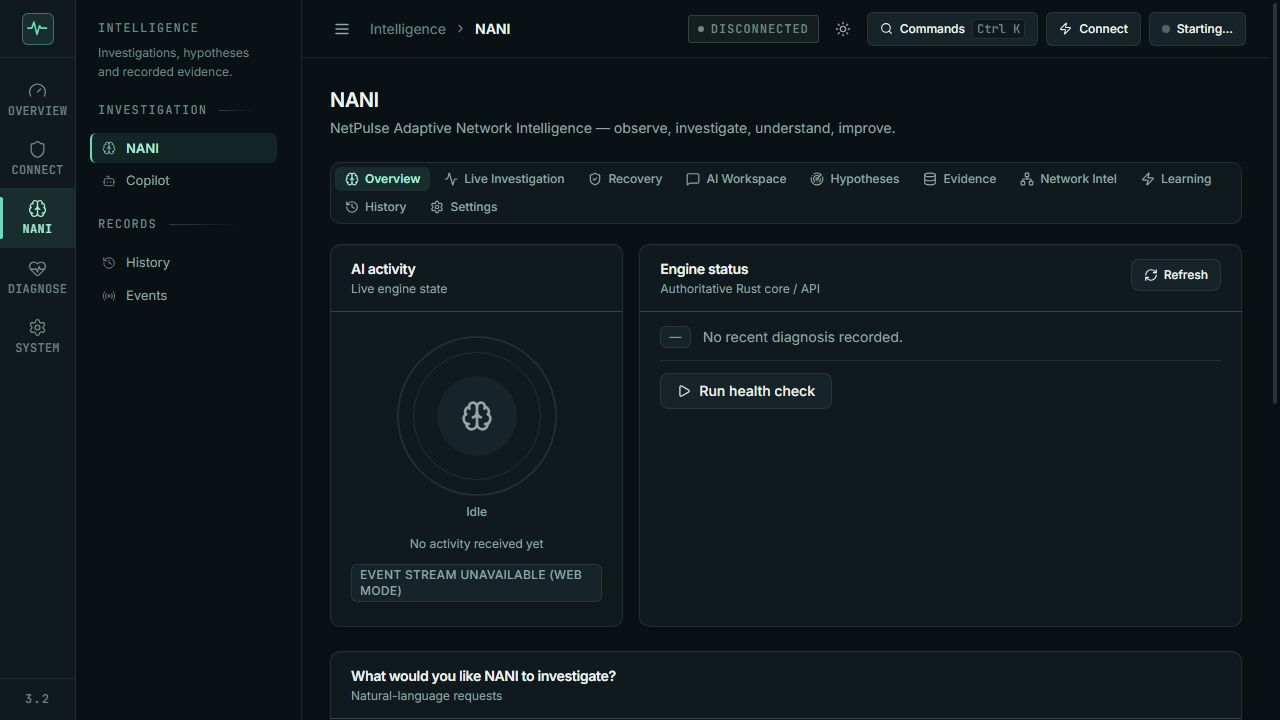 OVERVIEW
CONNECT
NANI
DIAGNOSE
SYSTEM
3.2
INTELLIGENCE
Investigations, hypotheses
and recorded evidence.
INVESTIGATION
NANI
Copilot
RECORDS
History
Events
Intelligence > NANI
DISCONNECTED
Commands Ctrl K
Connect
Starting...
NANI
NetPulse Adaptive Network Intelligence — observe, investigate, understand, improve.
Overview Live Investigation Recovery AI Workspace Hypotheses Evidence Network Intel Learning
History Settings
AI activity
Live engine state
Idle
No activity received yet
EVENT STREAM UNAVAILABLE (WEB
MODE)
Engine status
Authoritative Rust core / API
Refresh
— No recent diagnosis recorded.
Run health check
What would you like NANI to investigate?
Natural-language requests